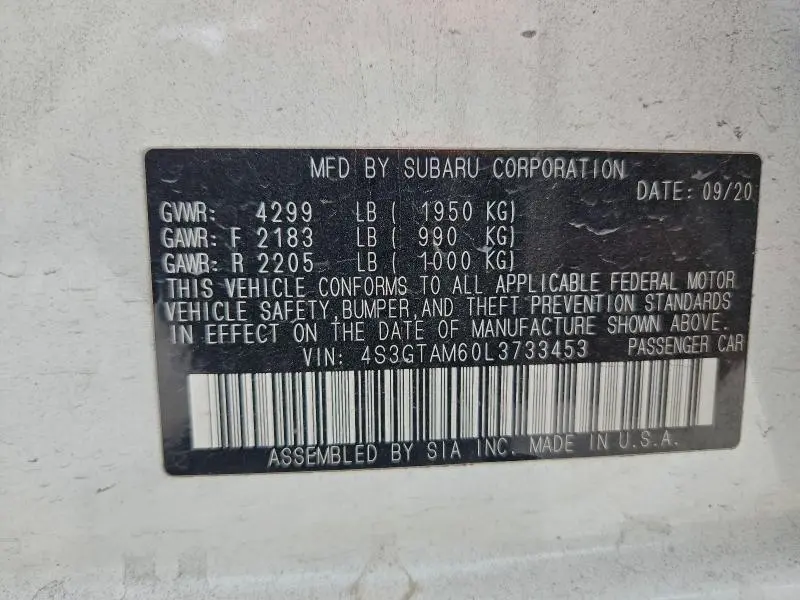 MFD BY SUBARU CORPORATION
DATE: 09/20
GVWR: 4299 LB ( 1950 KG)
GAWR: F 2183 LB ( 990 KG)
GAWR: R 2205 LB ( 1000 KG)
THIS VEHICLE CONFORMS TO ALL APPLICABLE FEDERAL MOTOR
VEHICLE SAFETY, BUMPER, AND THEFT PREVENTION STANDARDS
IN EFFECT ON THE DATE OF MANUFACTURE SHOWN ABOVE.
VIN: 4S3GTAM60L3733453 PASSENGER CAR
ASSEMBLED BY SIA INC. MADE IN U.S.A.